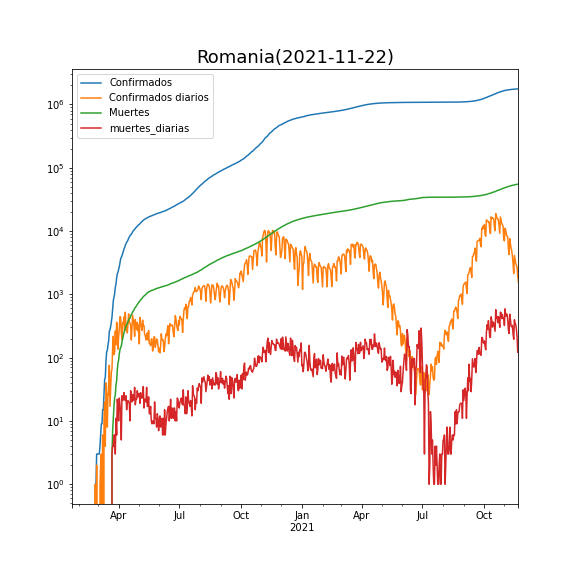 Romania(2021-11-22)
Confirmados
Confirmados diarios
Muertes
muertes_diarias
10⁶
10⁵
10⁴
10³
10²
10¹
10⁰
Apr Jul Oct Jan Apr Jul Oct
2021